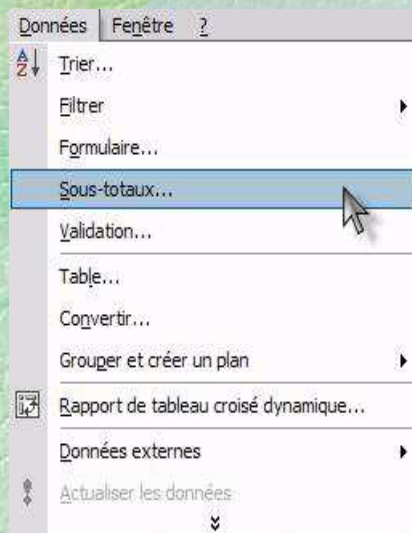 Données Fenêtre ?
Trier...
Filtrer
Formulaire...
Sous-totaux...
Validation...
Table...
Convertir...
Grouper et créer un plan
Rapport de tableau croisé dynamique...
Données externes
Actualiser les données